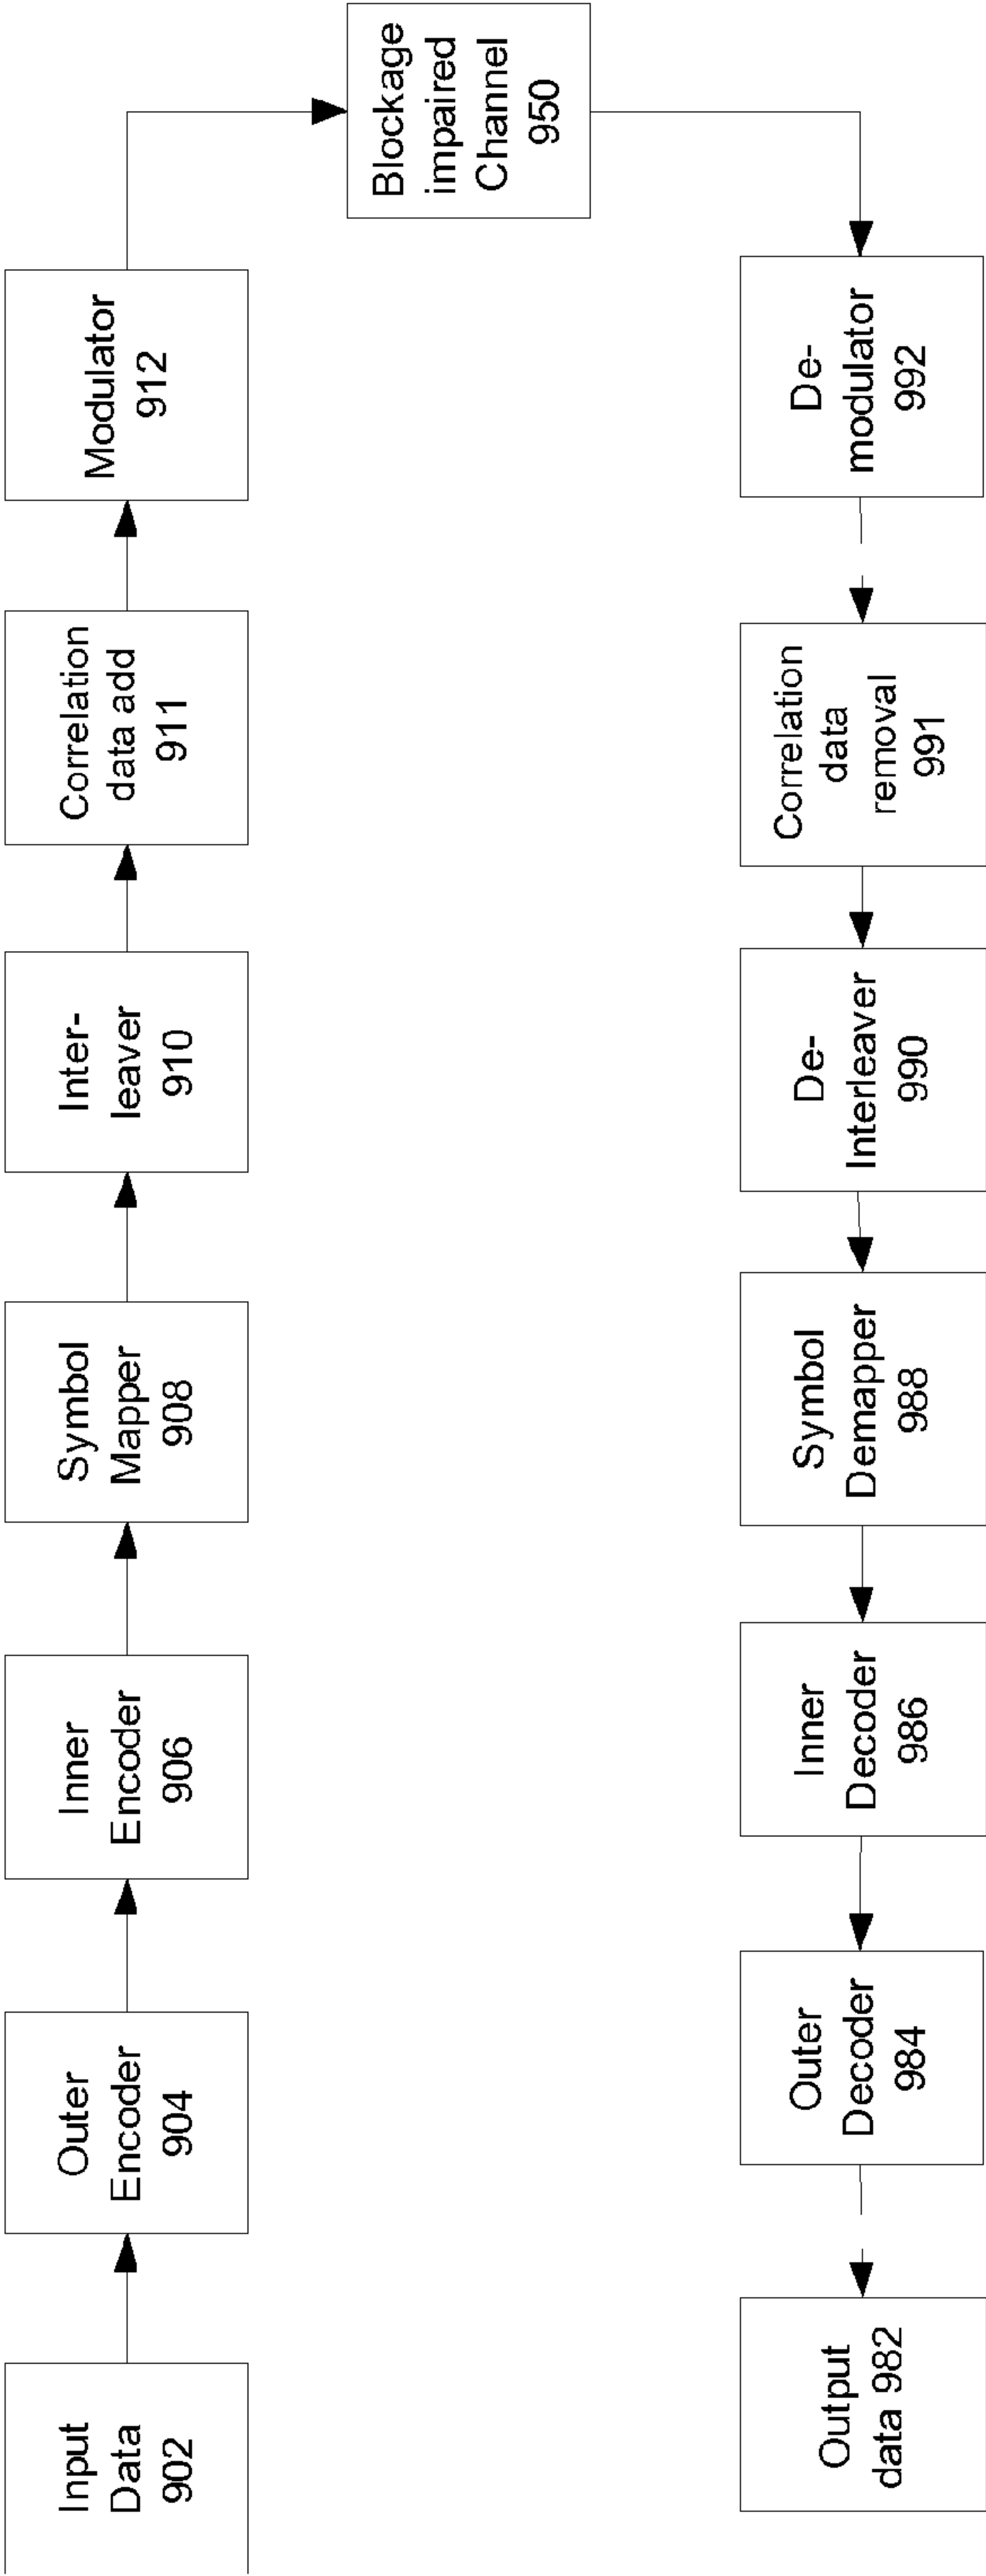 Input
Data
902
Outer
Encoder
904
Inner
Encoder
906
Symbol
Mapper
908
Inter-
leaver
910
Correlation
data add
911
Modulator
912
Blockage
impaired
Channel
950
De-
modulator
992
Correlation
data
removal
991
De-
Interleaver
990
Symbol
Demapper
988
Inner
Decoder
986
Outer
Decoder
984
Output
data 982